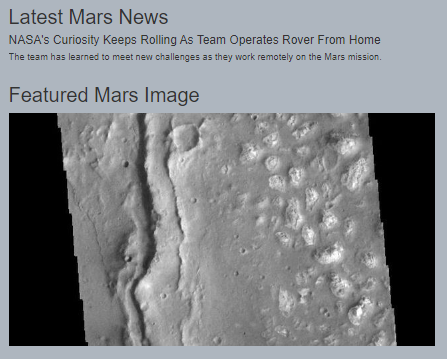 Latest Mars News
NASA's Curiosity Keeps Rolling As Team Operates Rover From Home
The team has learned to meet new challenges as they work remotely on the Mars mission.
Featured Mars Image